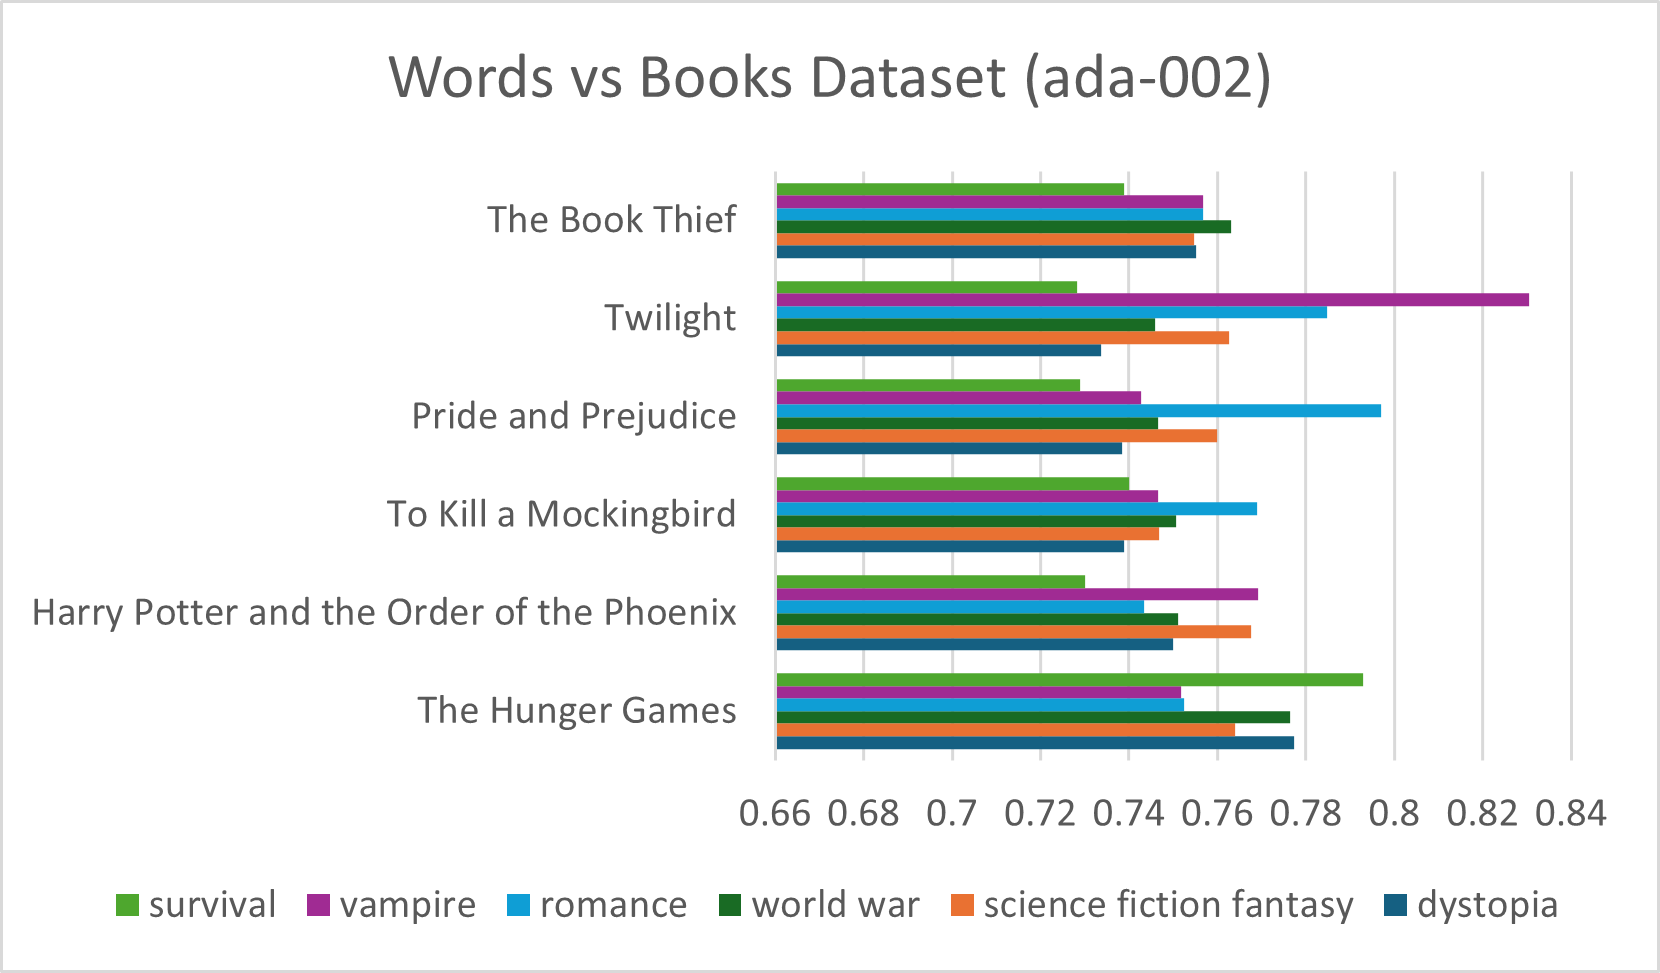 Words vs Books Dataset (ada-002)
The Book Thief
Twilight
Pride and Prejudice
To Kill a Mockingbird
Harry Potter and the Order of the Phoenix
The Hunger Games
0.66 0.68 0.7 0.72 0.74 0.76 0.78 0.8 0.82 0.84
survival vampire romance world war science fiction fantasy dystopia